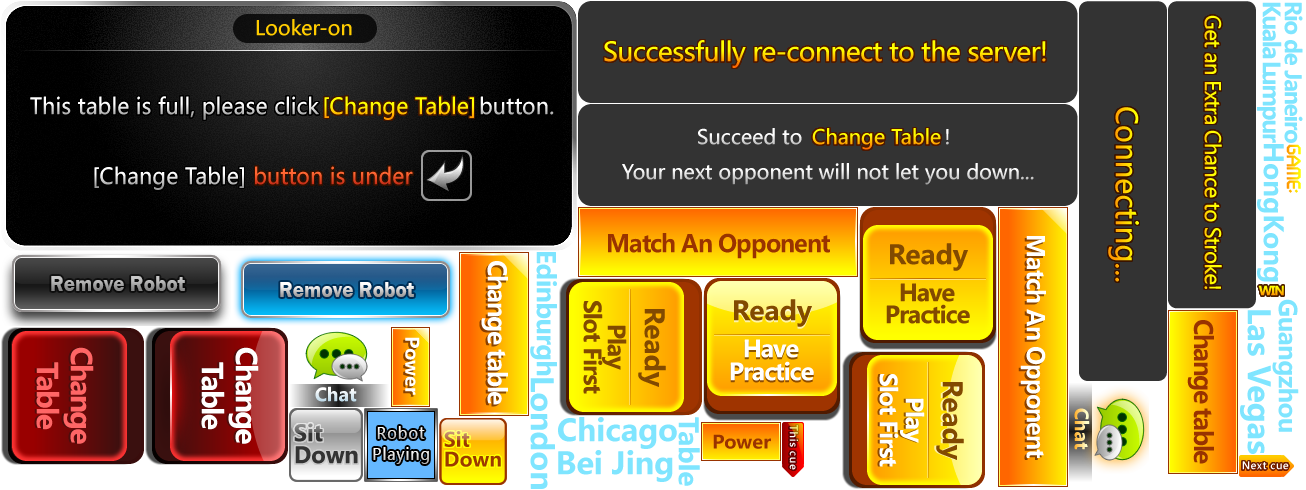 Looker-on
This table is full, please click [Change Table] button.
[Change Table] button is under
Successfully re-connect to the server!
Succeed to Change Table !
Your next opponent will not let you down...
Connecting...
Get an Extra Chance to Stroke!
Rio de Janeiro
Kuala Lumpur
GAME:
Hong Kong
WIN
Remove Robot
Remove Robot
Change table
Edinburgh
London
Match An Opponent
Ready
Have
Practice
Match An Opponent
Ready
Play
Slot First
Ready
Have
Practice
Change
Table
Change
Table
Chat
Power
Sit
Down
Robot
Playing
Sit
Down
Chicago
Bei Jing
Table
Power
This cue
Ready
Play
Slot First
Chat
Change table
Las Vegas
Guangzhou
Next cue